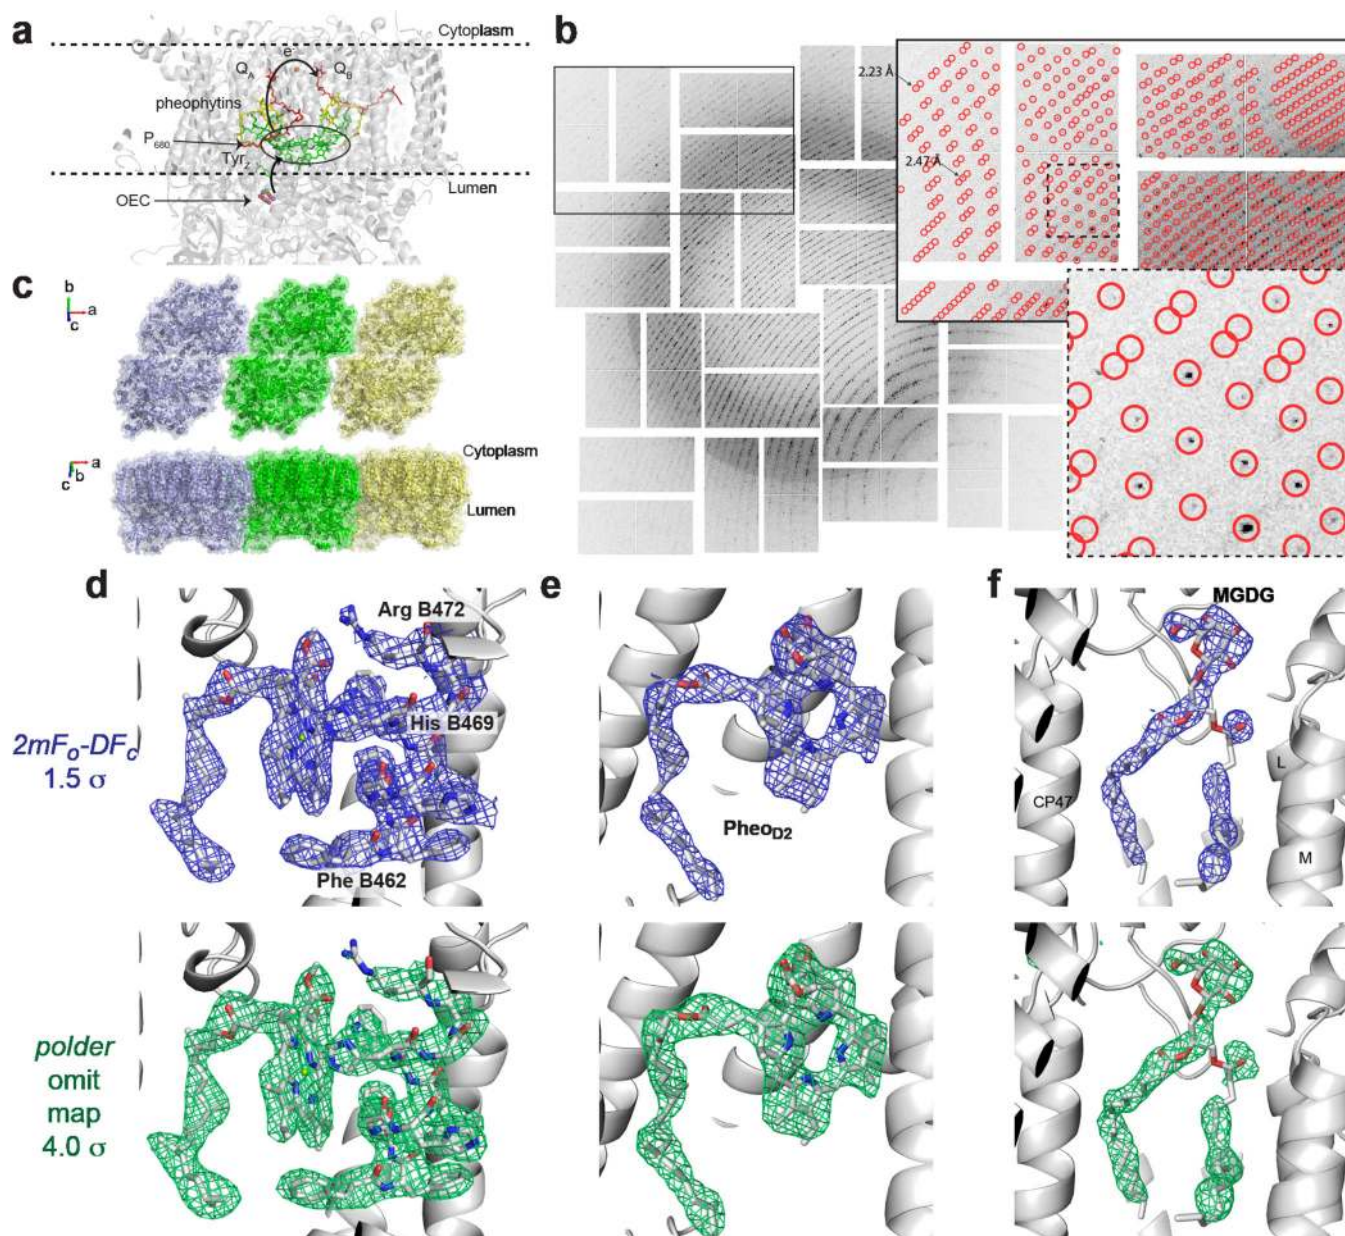 a
Cytoplasm
e⁻
Q_A
Q_B
pheophytins
P₆₈₀
Tyr_Z
Lumen
OEC
b
2.23 Å
2.47 Å
c
b
a
c
Cytoplasm
a
b
c
Lumen
d
e
f
Arg B472
MGDG
His B469
2mFₒ-DF_c
1.5 σ
L
CP47
Pheo_D2
M
Phe B462
polder
omit
map
4.0 σ